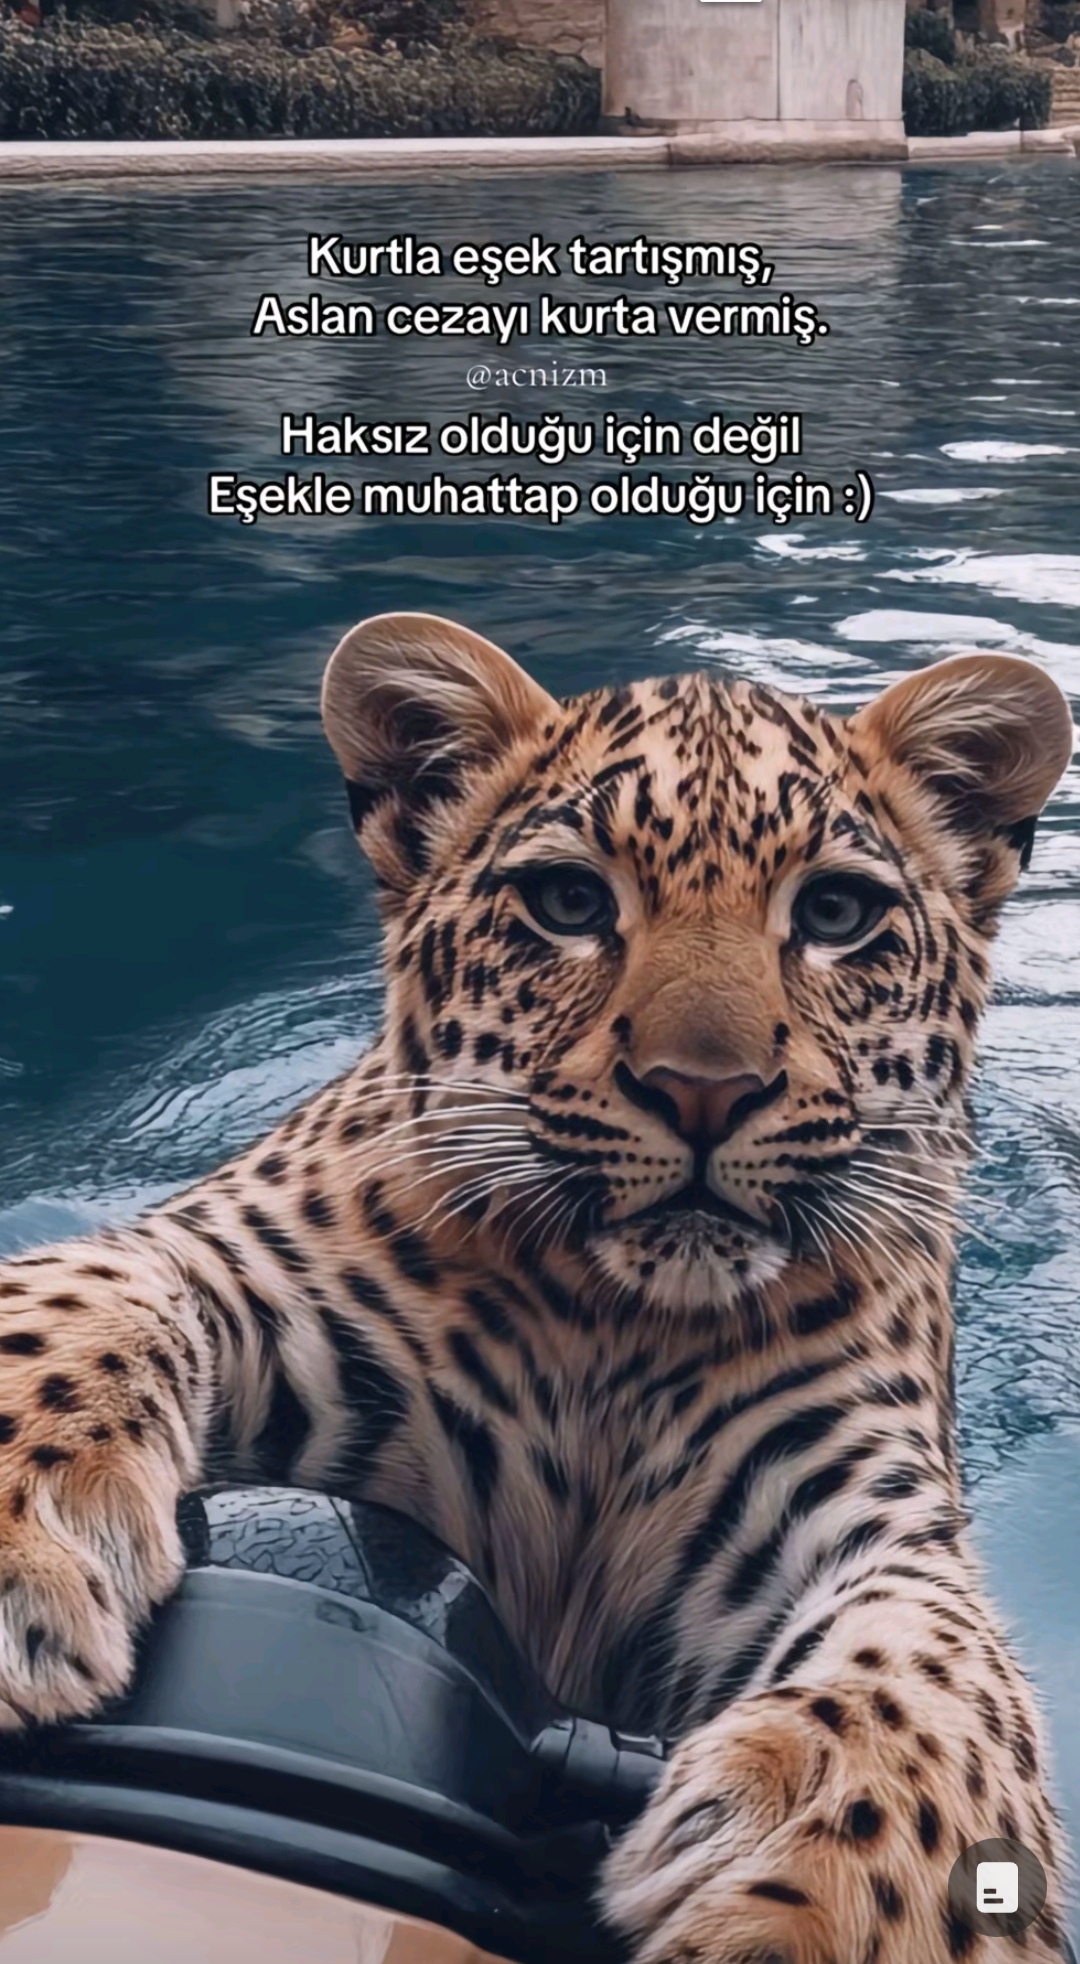 Kurtla eşek tartışmış,
Aslan cezayı kurta vermiş.
@acnizm
Haksız olduğu için değil
Eşekle muhattap olduğu için :)